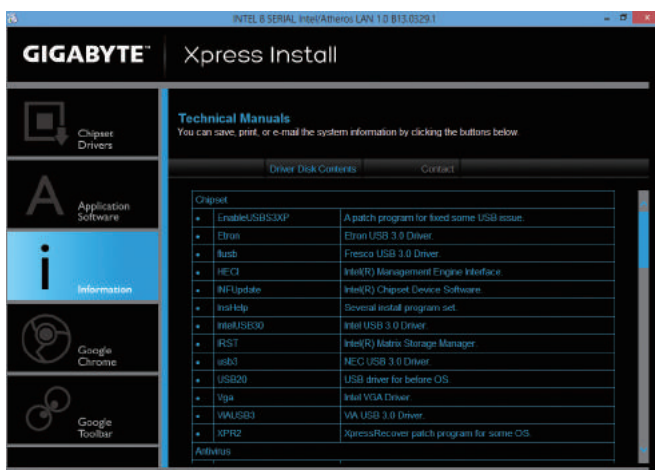 INTEL 8 SERIAL Intel/Atheros LAN 1.0 B13.0329.1
GIGABYTE™
Xpress Install
Chipset
Drivers
Application
Software
Information
Google
Chrome
Google
Toolbar
Technical Manuals
You can save, print, or e-mail the system information by clicking the buttons below.
Driver Disk Contents Contact
Chipset
• EnableUSBS3XP A patch program for fixed some USB issue.
• Etron Etron USB 3.0 Driver.
• flusb Fresco USB 3.0 Driver.
• HECI Intel(R) Management Engine Interface.
• INFUpdate Intel(R) Chipset Device Software.
• InsHelp Several install program set.
• IntelUSB30 Intel USB 3.0 Driver.
• IRST Intel(R) Matrix Storage Manager.
• usb3 NEC USB 3.0 Driver.
• USB20 USB driver for before OS
• Vga Intel VGA Driver.
• VIAUSB3 VIA USB 3.0 Driver.
• XPR2 XpressRecover patch program for some OS.
Antivirus